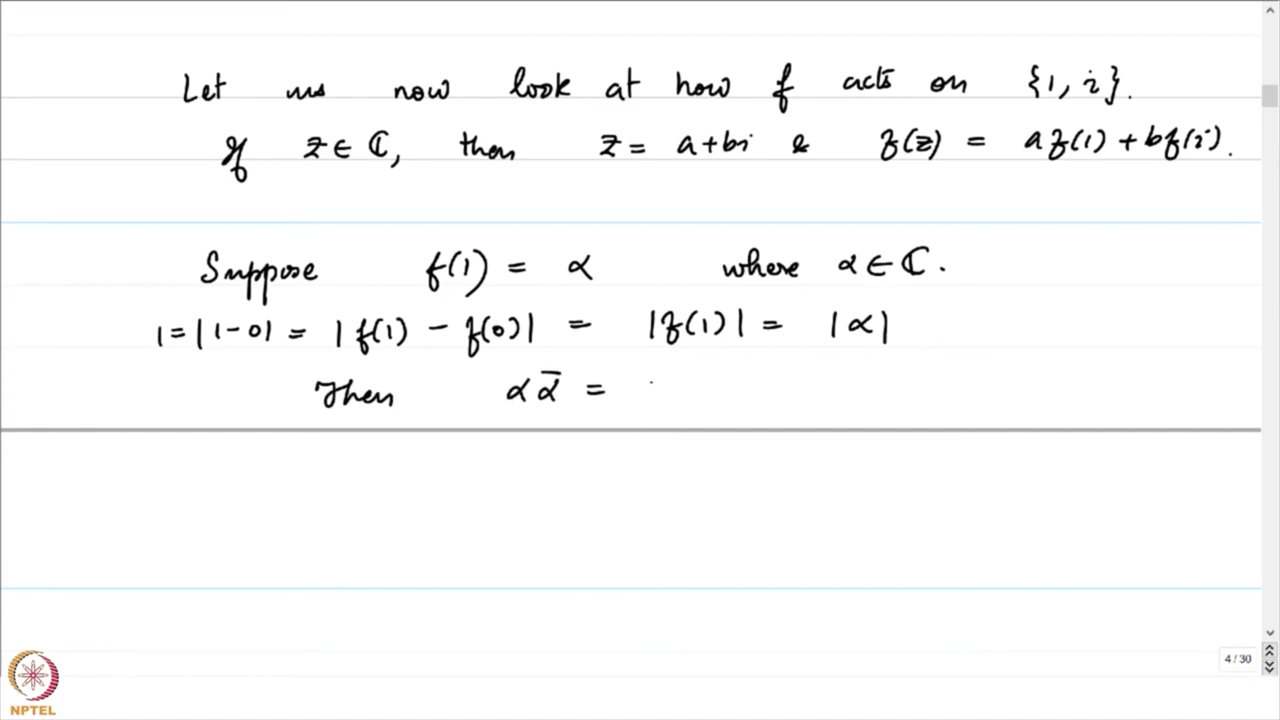 Let us now look at how f acts on {1, i}.
If z ∈ ℂ, then z = a+bi & f(z) = af(1) + bf(i).
Suppose f(1) = α where α ∈ ℂ.
1 = |1-0| = |f(1) - f(0)| = |f(1)| = |α|
Then αᾱ =
4 / 30
NPTEL